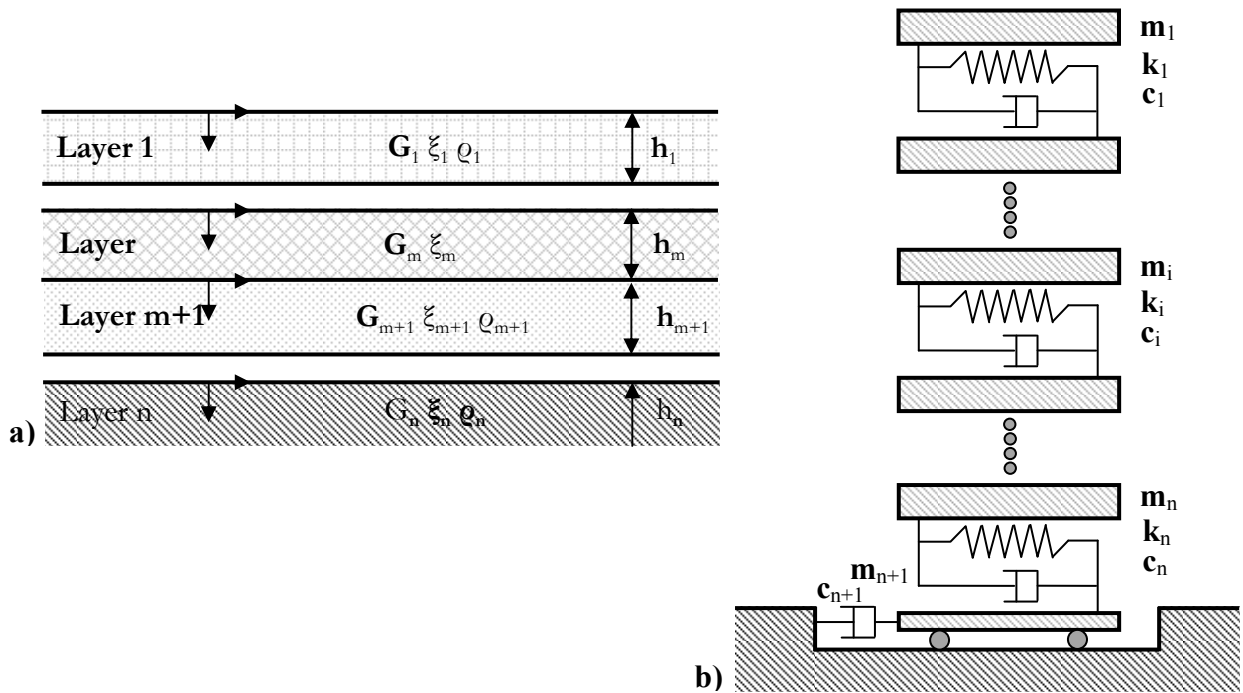 Layer 1 G₁ ξ₁ ϱ₁ h₁
Layer Gₘ ξₘ hₘ
Layer m+1 Gₘ₊₁ ξₘ₊₁ ϱₘ₊₁ hₘ₊₁
Layer n Gₙ ξₙ ϱₙ hₙ
a)
m₁
k₁
c₁
mᵢ
kᵢ
cᵢ
mₙ
kₙ
cₙ
mₙ₊₁
cₙ₊₁
b)